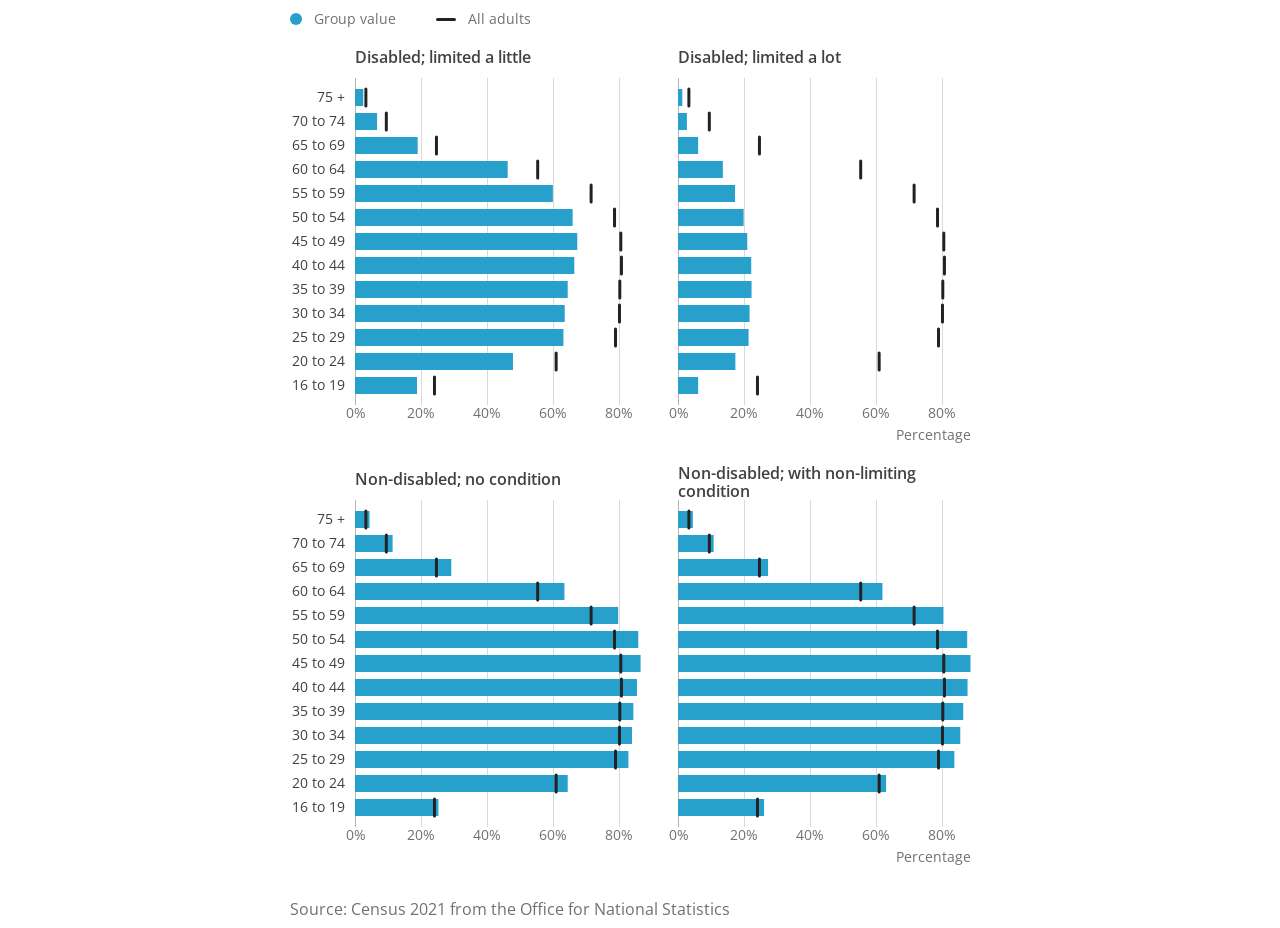 Group value All adults
Disabled; limited a little
75 +
70 to 74
65 to 69
60 to 64
55 to 59
50 to 54
45 to 49
40 to 44
35 to 39
30 to 34
25 to 29
20 to 24
16 to 19
0% 20% 40% 60% 80%
Disabled; limited a lot
0% 20% 40% 60% 80%
Percentage
Non-disabled; no condition
75 +
70 to 74
65 to 69
60 to 64
55 to 59
50 to 54
45 to 49
40 to 44
35 to 39
30 to 34
25 to 29
20 to 24
16 to 19
0% 20% 40% 60% 80%
Non-disabled; with non-limiting
condition
0% 20% 40% 60% 80%
Percentage
Source: Census 2021 from the Office for National Statistics